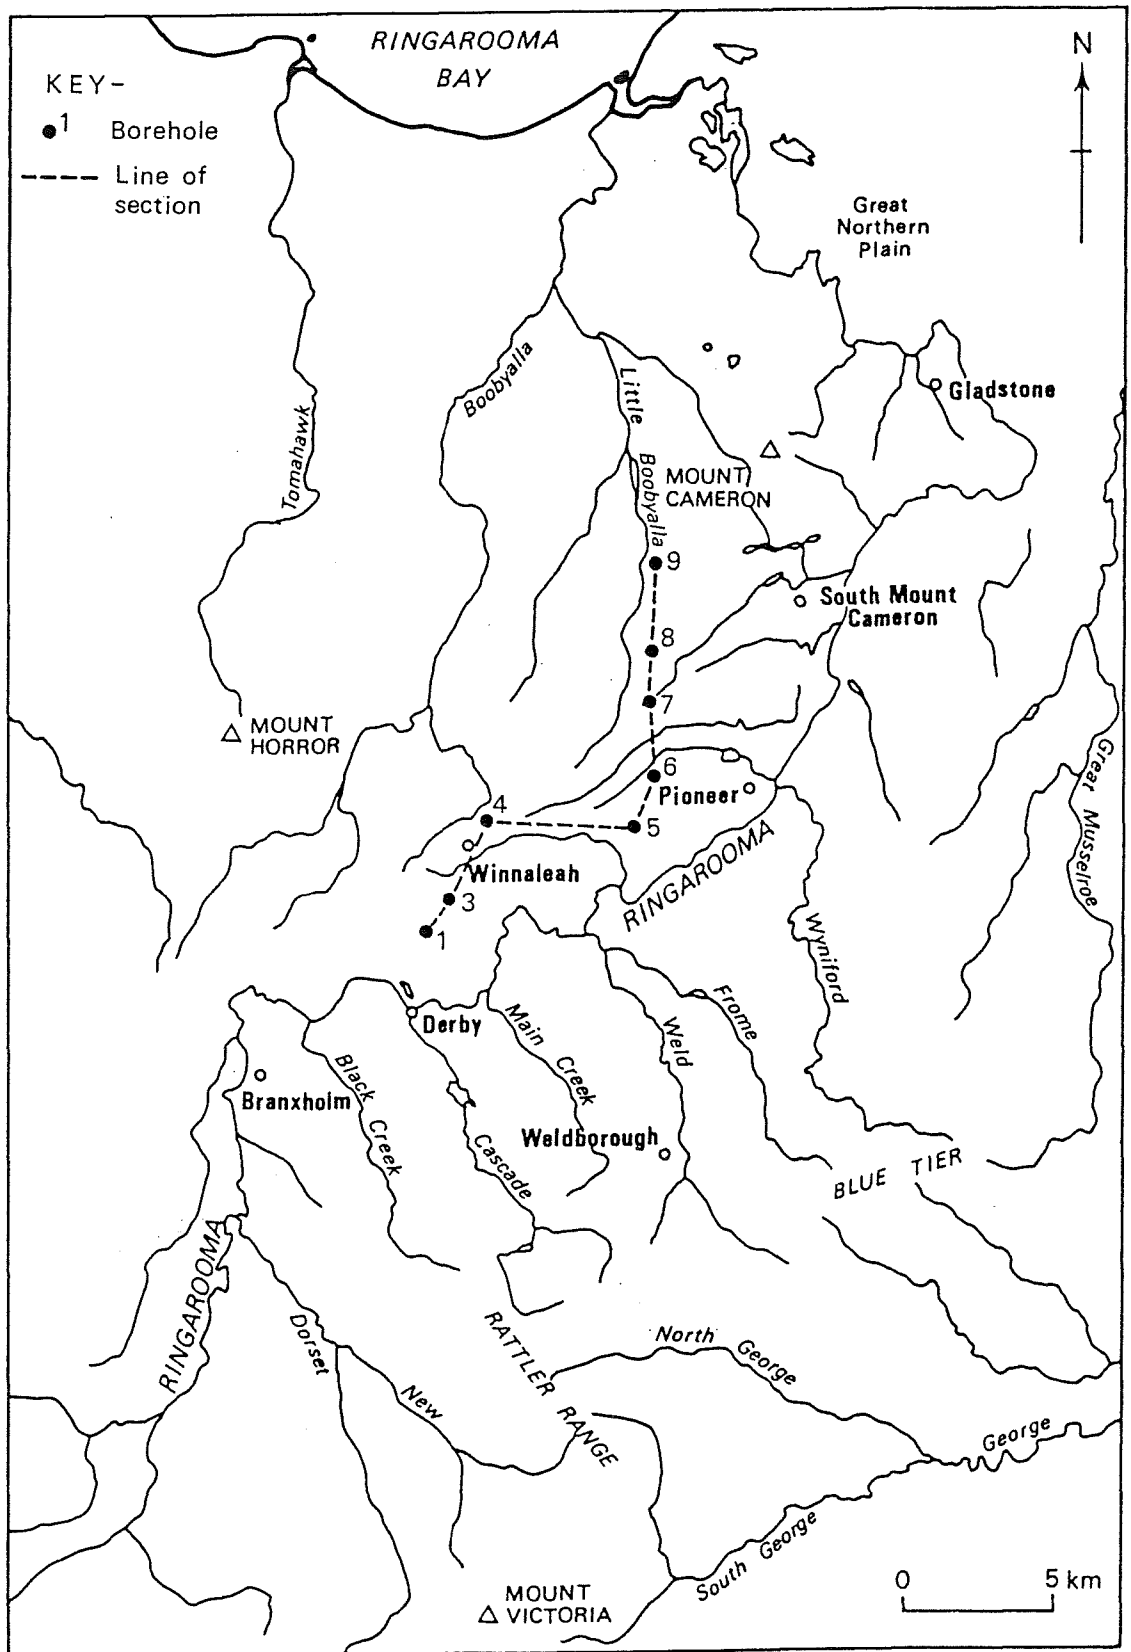 RINGAROOMA
BAY
N
KEY-
1 Borehole
Line of
section
Great
Northern
Plain
Boobyalla
Little
Boobyalla
Gladstone
Tomahawk
MOUNT
CAMERON
9
South Mount
Cameron
8
7
MOUNT
HORROR
6
Pioneer
4
5
Great Musselroe
Winnaleah
RINGAROOMA
3
1
Wyniford
Frome
Derby
Main Creek
Weld
Black Creek
Branxholm
Cascade
Weldborough
BLUE TIER
RINGAROOMA
Dorset
RATTLER RANGE
North George
New
George
South George
0 5 km
MOUNT
VICTORIA